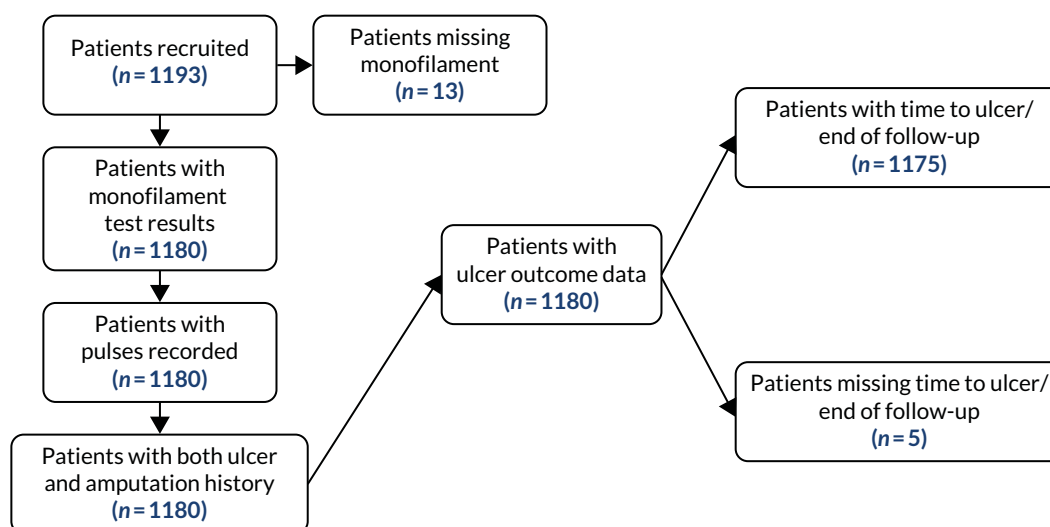 Patients recruited
(n = 1193)
Patients missing
monofilament
(n = 13)
Patients with
monofilament
test results
(n = 1180)
Patients with
pulses recorded
(n = 1180)
Patients with both ulcer
and amputation history
(n = 1180)
Patients with
ulcer outcome data
(n = 1180)
Patients with time to ulcer/
end of follow-up
(n = 1175)
Patients missing time to ulcer/
end of follow-up
(n = 5)